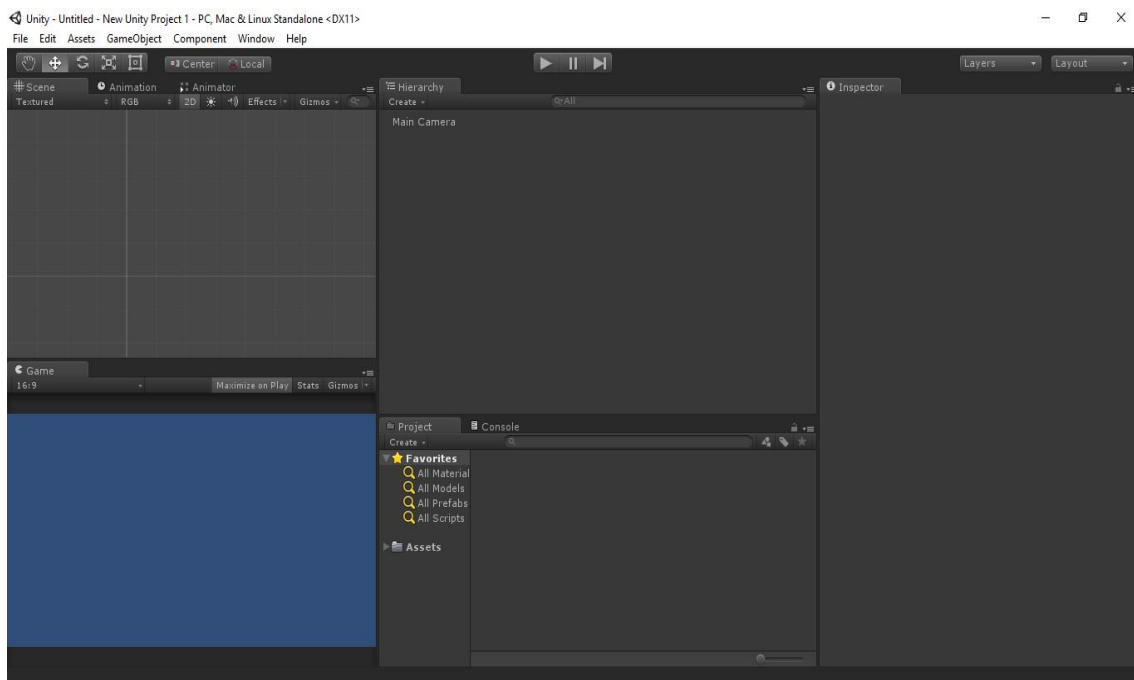 Unity - Untitled - New Unity Project 1 - PC, Mac & Linux Standalone <DX11>
File Edit Assets GameObject Component Window Help
Center Local Layers Layout
Scene Animation Animator
Textured RGB 2D Effects Gizmos
Hierarchy
Create All
Main Camera
Inspector
Game
16:9 Maximize on Play Stats Gizmos
Project Console
Create
Favorites
All Material
All Models
All Prefabs
All Scripts
Assets